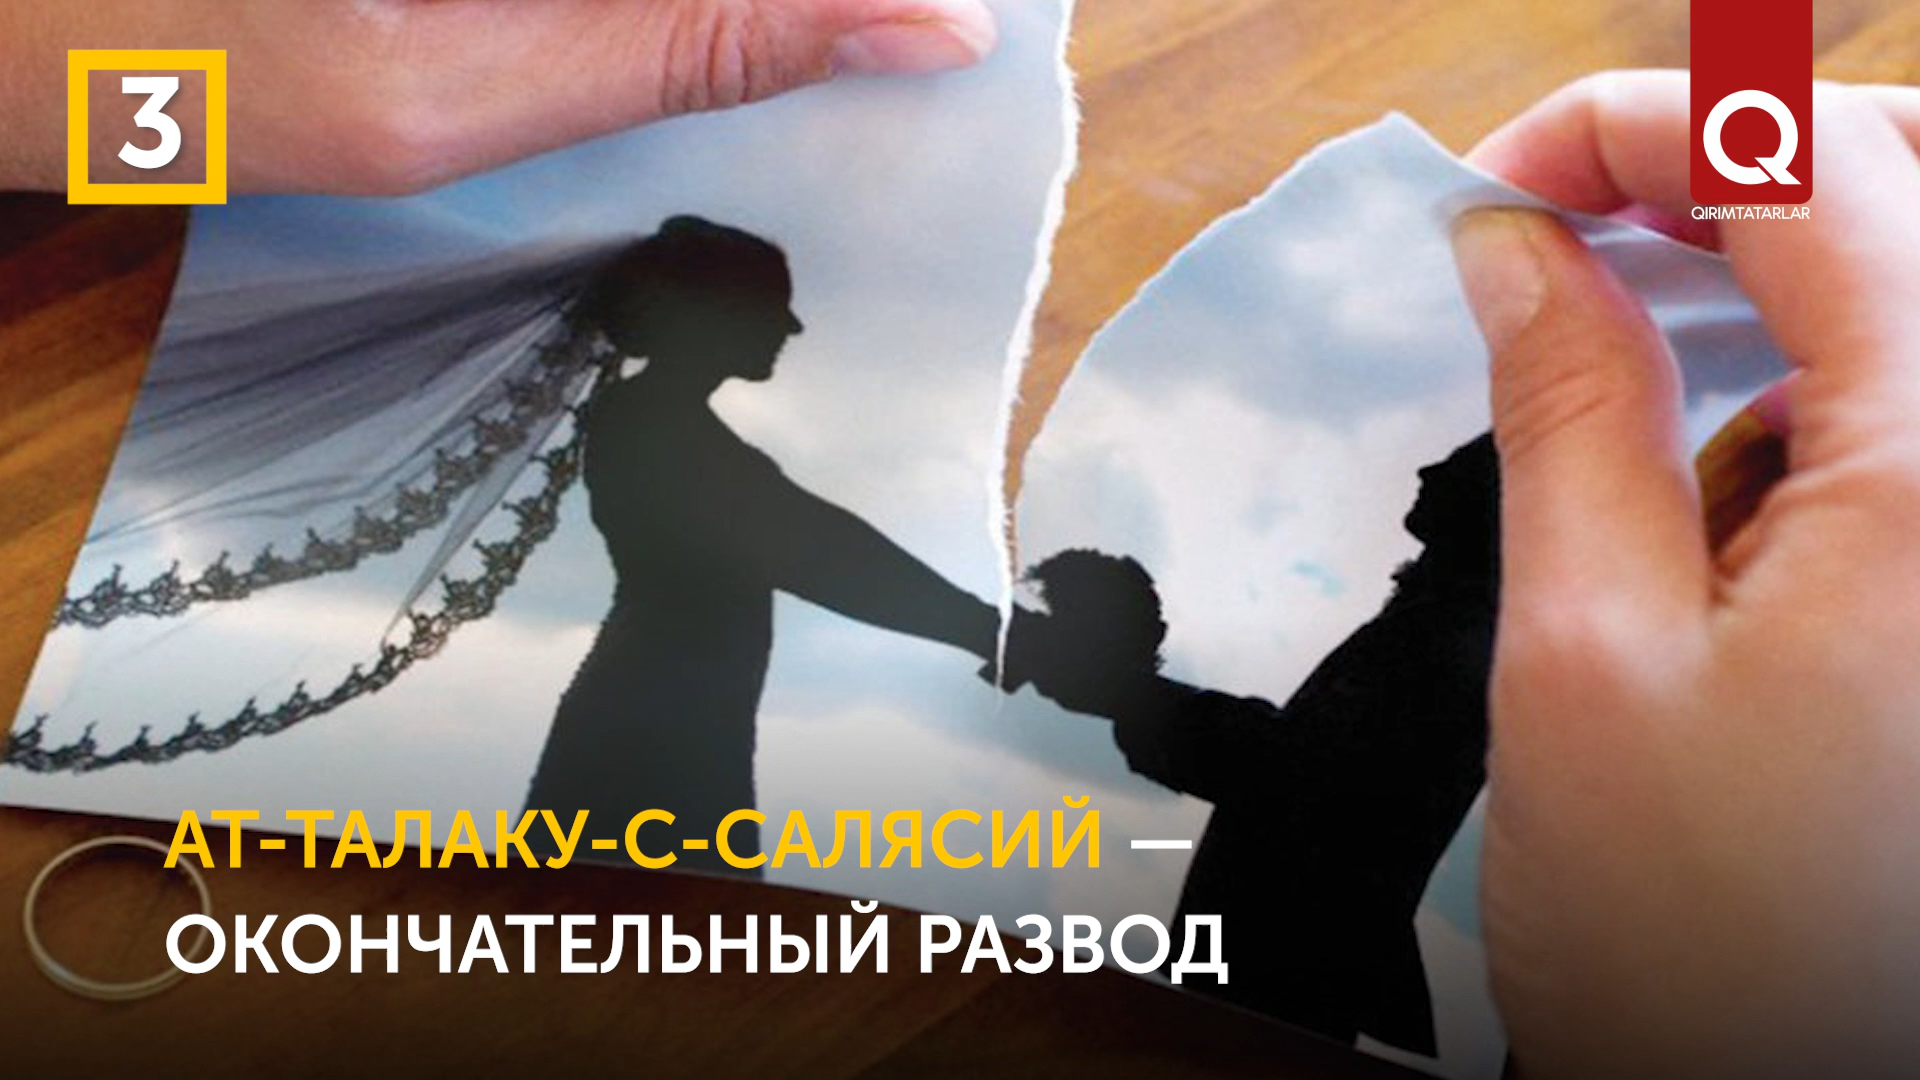 3
Q
QIRIMTATARLAR
АТ-ТАЛАКУ-С-САЛЯСИЙ —
ОКОНЧАТЕЛЬНЫЙ РАЗВОД